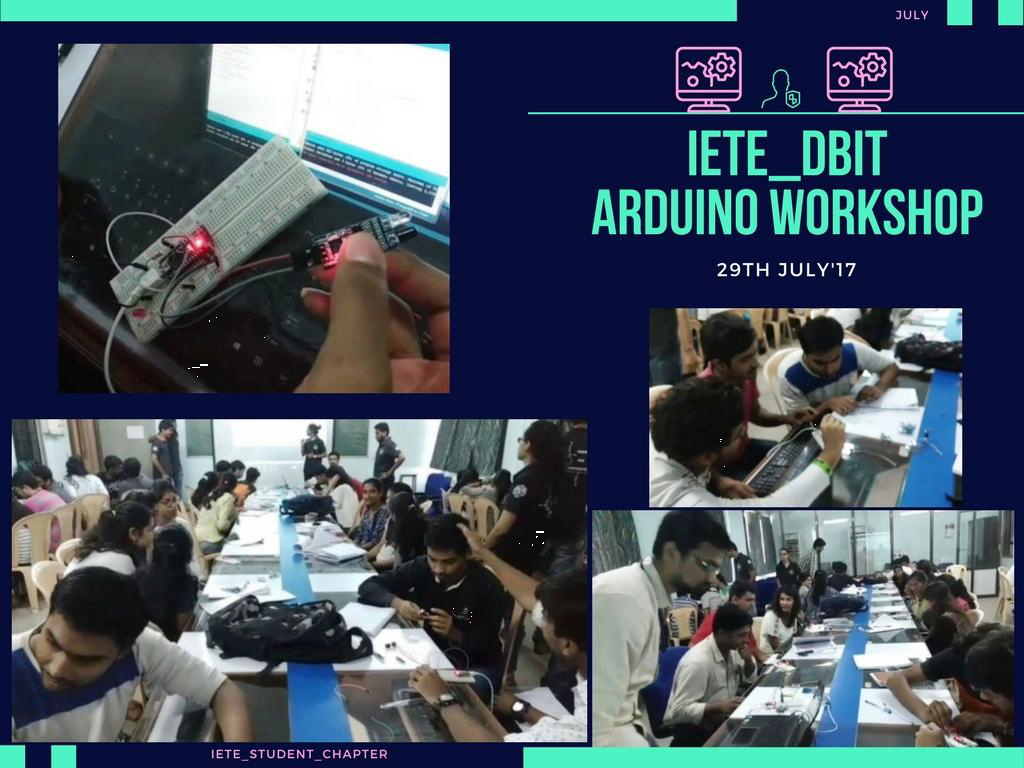 JULY
IETE_DBIT
ARDUINO WORKSHOP
29TH JULY'17
IETE_STUDENT_CHAPTER